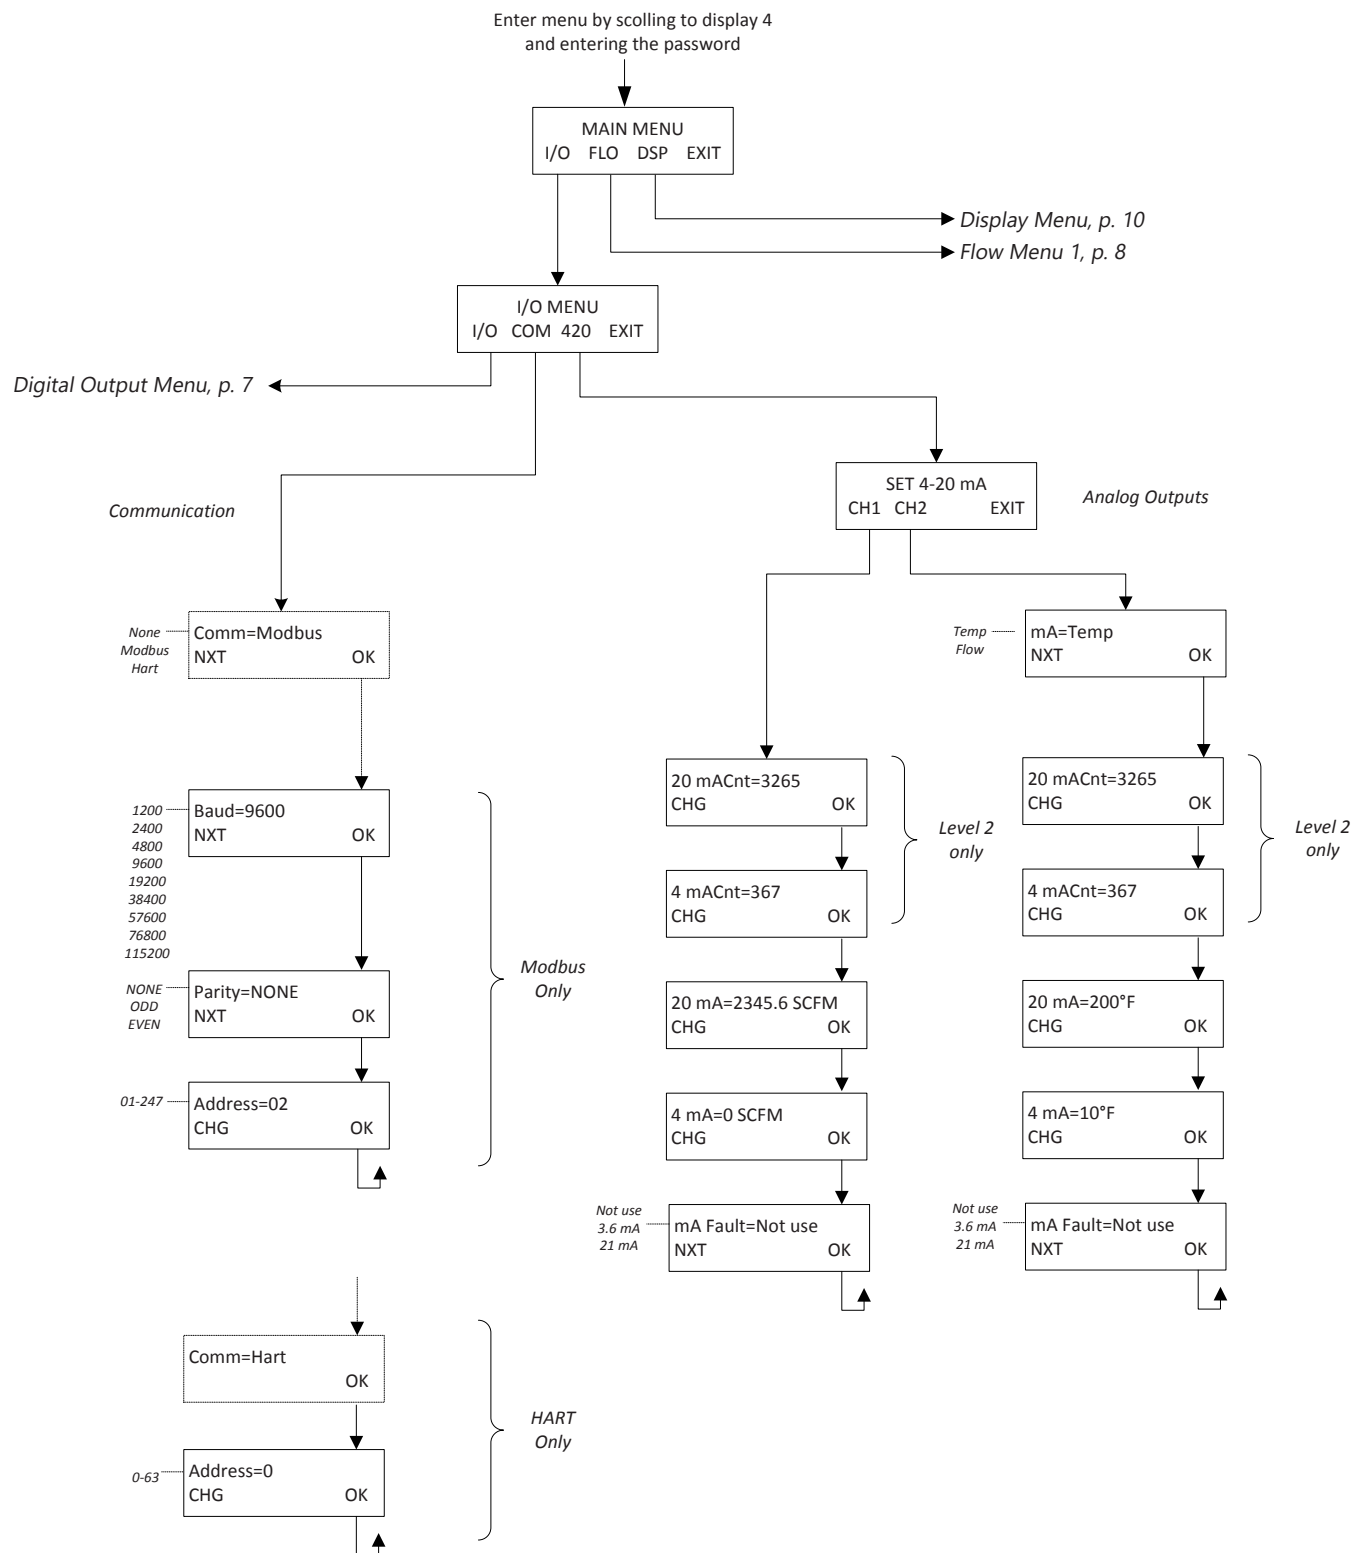 Enter menu by scolling to display 4
and entering the password
MAIN MENU
I/O FLO DSP EXIT
Display Menu, p. 10
Flow Menu 1, p. 8
I/O MENU
I/O COM 420 EXIT
Digital Output Menu, p. 7
SET 4-20 mA
CH1 CH2 EXIT
Analog Outputs
Communication
None
Modbus
Hart
Comm=Modbus
NXT OK
1200
2400
4800
9600
19200
38400
57600
76800
115200
Baud=9600
NXT OK
NONE
ODD
EVEN
Parity=NONE
NXT OK
01-247
Address=02
CHG OK
Modbus
Only
Comm=Hart
OK
0-63
Address=0
CHG OK
HART
Only
20 mACnt=3265
CHG OK
4 mACnt=367
CHG OK
Level 2
only
20 mA=2345.6 SCFM
CHG OK
4 mA=0 SCFM
CHG OK
Not use
3.6 mA
21 mA
mA Fault=Not use
NXT OK
Temp
Flow
mA=Temp
NXT OK
20 mACnt=3265
CHG OK
4 mACnt=367
CHG OK
Level 2
only
20 mA=200°F
CHG OK
4 mA=10°F
CHG OK
Not use
3.6 mA
21 mA
mA Fault=Not use
NXT OK